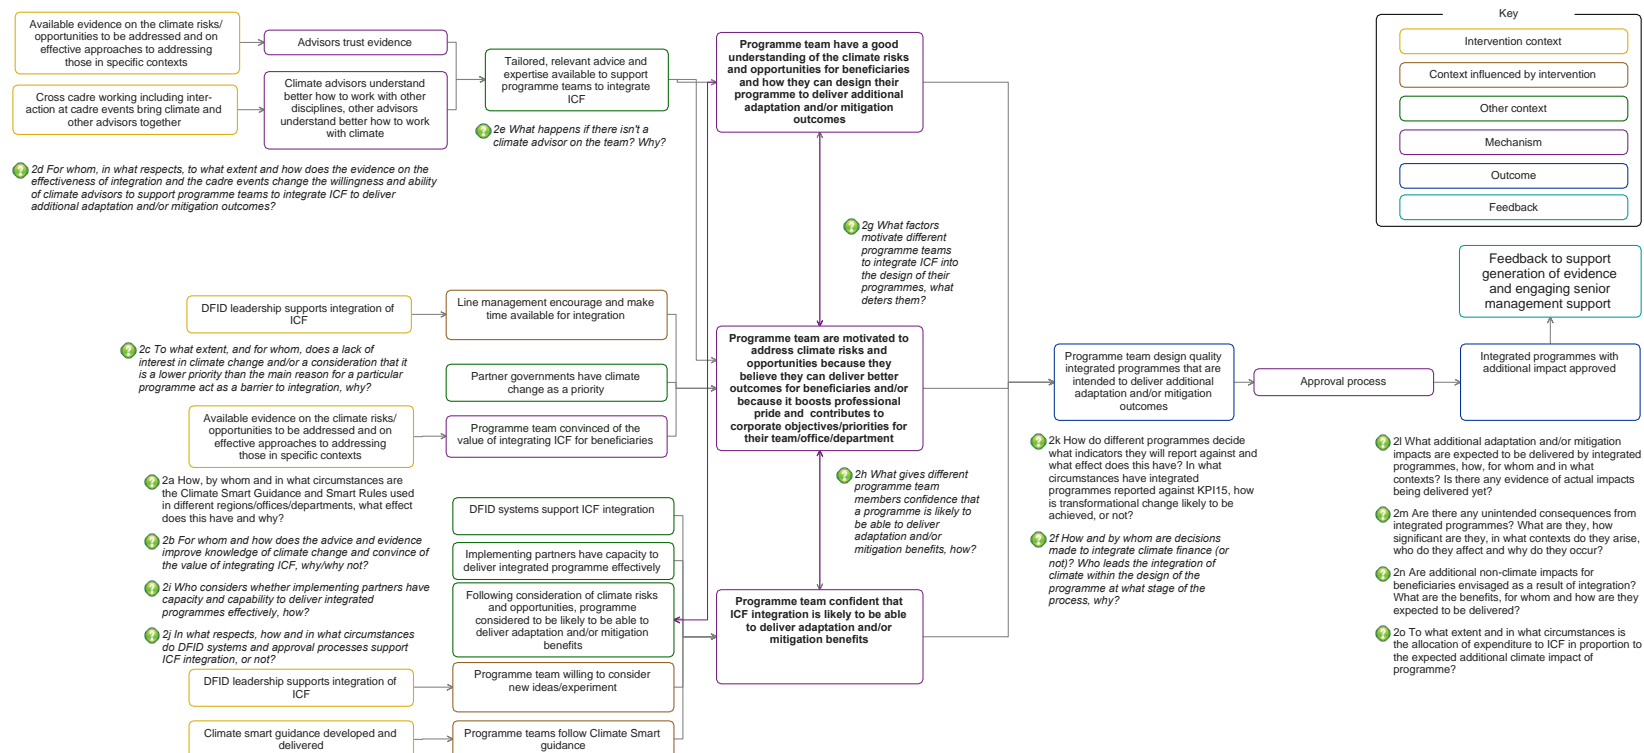 Available evidence on the climate risks/
opportunities to be addressed and on
effective approaches to addressing
those in specific contexts
Advisors trust evidence
Cross cadre working including inter-
action at cadre events bring climate and
other advisors together
Climate advisors understand
better how to work with other
disciplines, other advisors
understand better how to work
with climate
Tailored, relevant advice and
expertise available to support
programme teams to integrate
ICF
2e What happens if there isn't a
climate advisor on the team? Why?
2d For whom, in what respects, to what extent and how does the evidence on the
effectiveness of integration and the cadre events change the willingness and ability
of climate advisors to support programme teams to integrate ICF to deliver
additional adaptation and/or mitigation outcomes?
Programme team have a good
understanding of the climate risks
and opportunities for beneficiaries
and how they can design their
programme to deliver additional
adaptation and/or mitigation
outcomes
Key
Intervention context
Context influenced by intervention
Other context
Mechanism
Outcome
Feedback
2g What factors
motivate different
programme teams
to integrate ICF into
the design of their
programmes, what
deters them?
DFID leadership supports integration of
ICF
Line management encourage and make
time available for integration
2c To what extent, and for whom, does a lack of
interest in climate change and/or a consideration that it
is a lower priority than the main reason for a particular
programme act as a barrier to integration, why?
Partner governments have climate
change as a priority
Available evidence on the climate risks/
opportunities to be addressed and on
effective approaches to addressing
those in specific contexts
Programme team convinced of the
value of integrating ICF for beneficiaries
Programme team are motivated to
address climate risks and
opportunities because they
believe they can deliver better
outcomes for beneficiaries and/or
because it boosts professional
pride and contributes to
corporate objectives/priorities for
their team/office/department
Programme team design quality
integrated programmes that are
intended to deliver additional
adaptation and/or mitigation
outcomes
Approval process
Integrated programmes with
additional impact approved
Feedback to support
generation of evidence
and engaging senior
management support
2a How, by whom and in what circumstances are
the Climate Smart Guidance and Smart Rules used
in different regions/offices/departments, what effect
does this have and why?
2b For whom and how does the advice and evidence
improve knowledge of climate change and convince of
the value of integrating ICF, why/why not?
2i Who considers whether implementing partners have
capacity and capability to deliver integrated
programmes effectively, how?
2j In what respects, how and in what circumstances
do DFID systems and approval processes support
ICF integration, or not?
DFID systems support ICF integration
Implementing partners have capacity to
deliver integrated programme effectively
Following consideration of climate risks
and opportunities, programme
considered to be likely to be able to
deliver adaptation and/or mitigation
benefits
DFID leadership supports integration of
ICF
Programme team willing to consider
new ideas/experiment
Climate smart guidance developed and
delivered
Programme teams follow Climate Smart
guidance
2h What gives different
programme team
members confidence that
a programme is likely to
be able to deliver
adaptation and/or
mitigation benefits, how?
Programme team confident that
ICF integration is likely to be able
to deliver adaptation and/or
mitigation benefits
2k How do different programmes decide
what indicators they will report against and
what effect does this have? In what
circumstances have integrated
programmes reported against KPI15, how
is transformational change likely to be
achieved, or not?
2f How and by whom are decisions
made to integrate climate finance (or
not)? Who leads the integration of
climate within the design of the
programme at what stage of the
process, why?
2l What additional adaptation and/or mitigation
impacts are expected to be delivered by integrated
programmes, how, for whom and in what
contexts? Is there any evidence of actual impacts
being delivered yet?
2m Are there any unintended consequences from
integrated programmes? What are they, how
significant are they, in what contexts do they arise,
who do they affect and why do they occur?
2n Are additional non-climate impacts for
beneficiaries envisaged as a result of integration?
What are the benefits, for whom and how are they
expected to be delivered?
2o To what extent and in what circumstances is
the allocation of expenditure to ICF in proportion to
the expected additional climate impact of
programme?